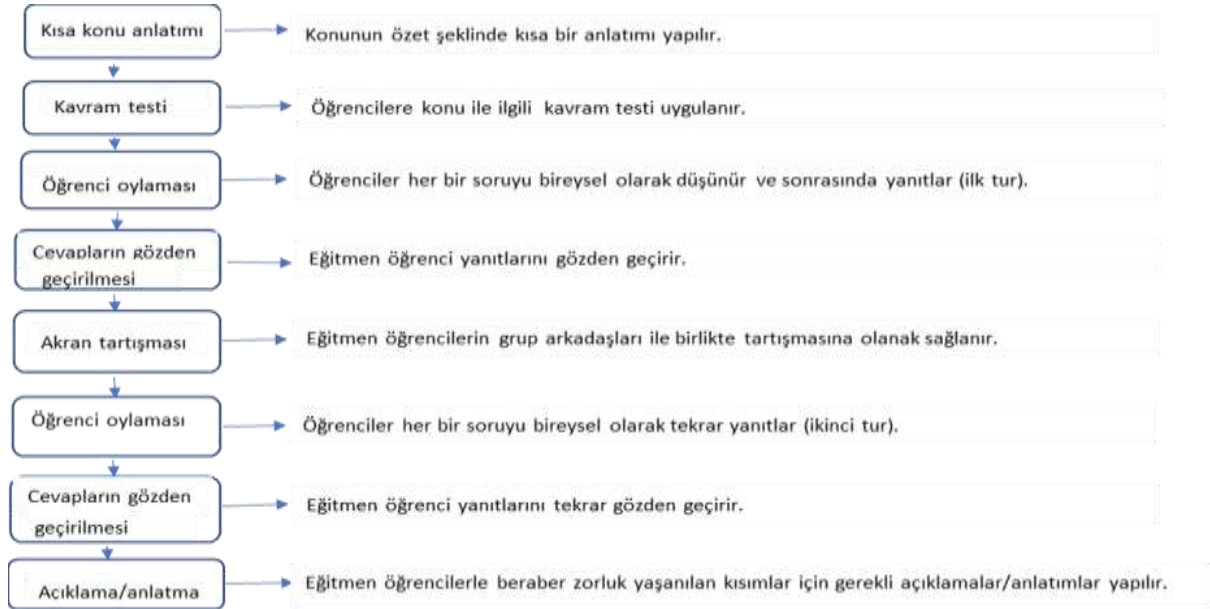 Kısa konu anlatımı
Konunun özet şeklinde kısa bir anlatımı yapılır.
Kavram testi
Öğrencilere konu ile ilgili kavram testi uygulanır.
Öğrenci oylaması
Öğrenciler her bir soruyu bireysel olarak düşünür ve sonrasında yanıtlar (ilk tur).
Cevapların gözden
geçirilmesi
Eğitmen öğrenci yanıtlarını gözden geçirir.
Akran tartışması
Eğitmen öğrencilerin grup arkadaşları ile birlikte tartışmasına olanak sağlanır.
Öğrenci oylaması
Öğrenciler her bir soruyu bireysel olarak tekrar yanıtlar (ikinci tur).
Cevapların gözden
geçirilmesi
Eğitmen öğrenci yanıtlarını tekrar gözden geçirir.
Açıklama/anlatma
Eğitmen öğrencilerle beraber zorluk yaşanılan kısımlar için gerekli açıklamalar/anlatımlar yapılır.